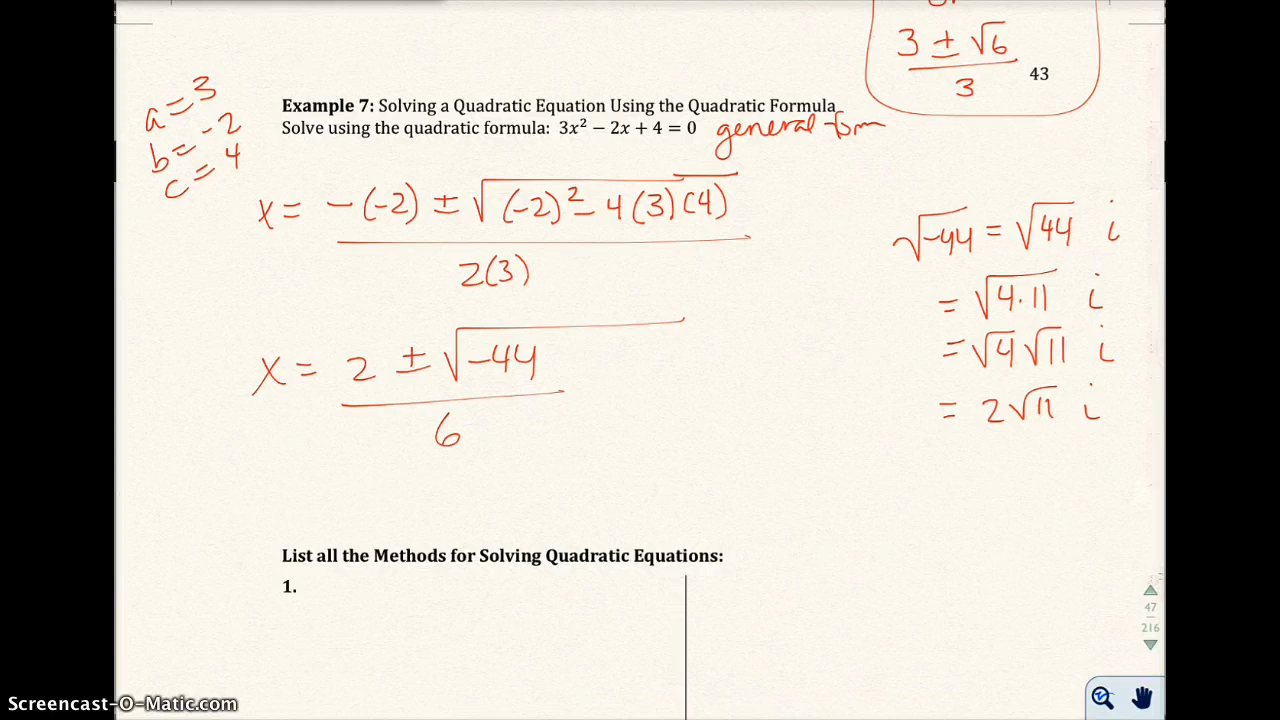 3 ± √6
3
43
a = 3
b = -2
c = 4
Example 7: Solving a Quadratic Equation Using the Quadratic Formula
Solve using the quadratic formula: 3x² − 2x + 4 = 0 general form
x = -(-2) ± √(-2)² - 4(3)(4)
2(3)
x = 2 ± √-44
6
√-44 = √44 i
= √4·11 i
= √4 √11 i
= 2√11 i
List all the Methods for Solving Quadratic Equations:
1.
47
216
Screencast-O-Matic.com